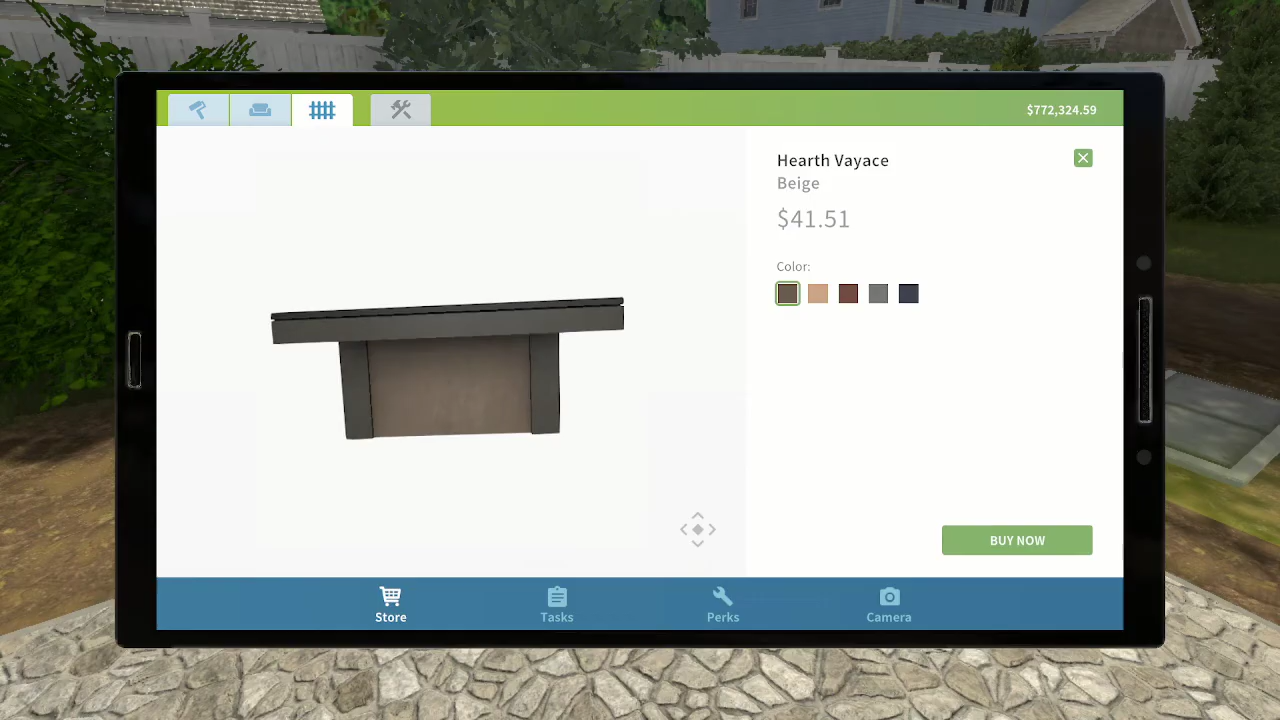 $772,324.59
Hearth Vayace
Beige
$41.51
Color:
BUY NOW
Store
Tasks
Perks
Camera